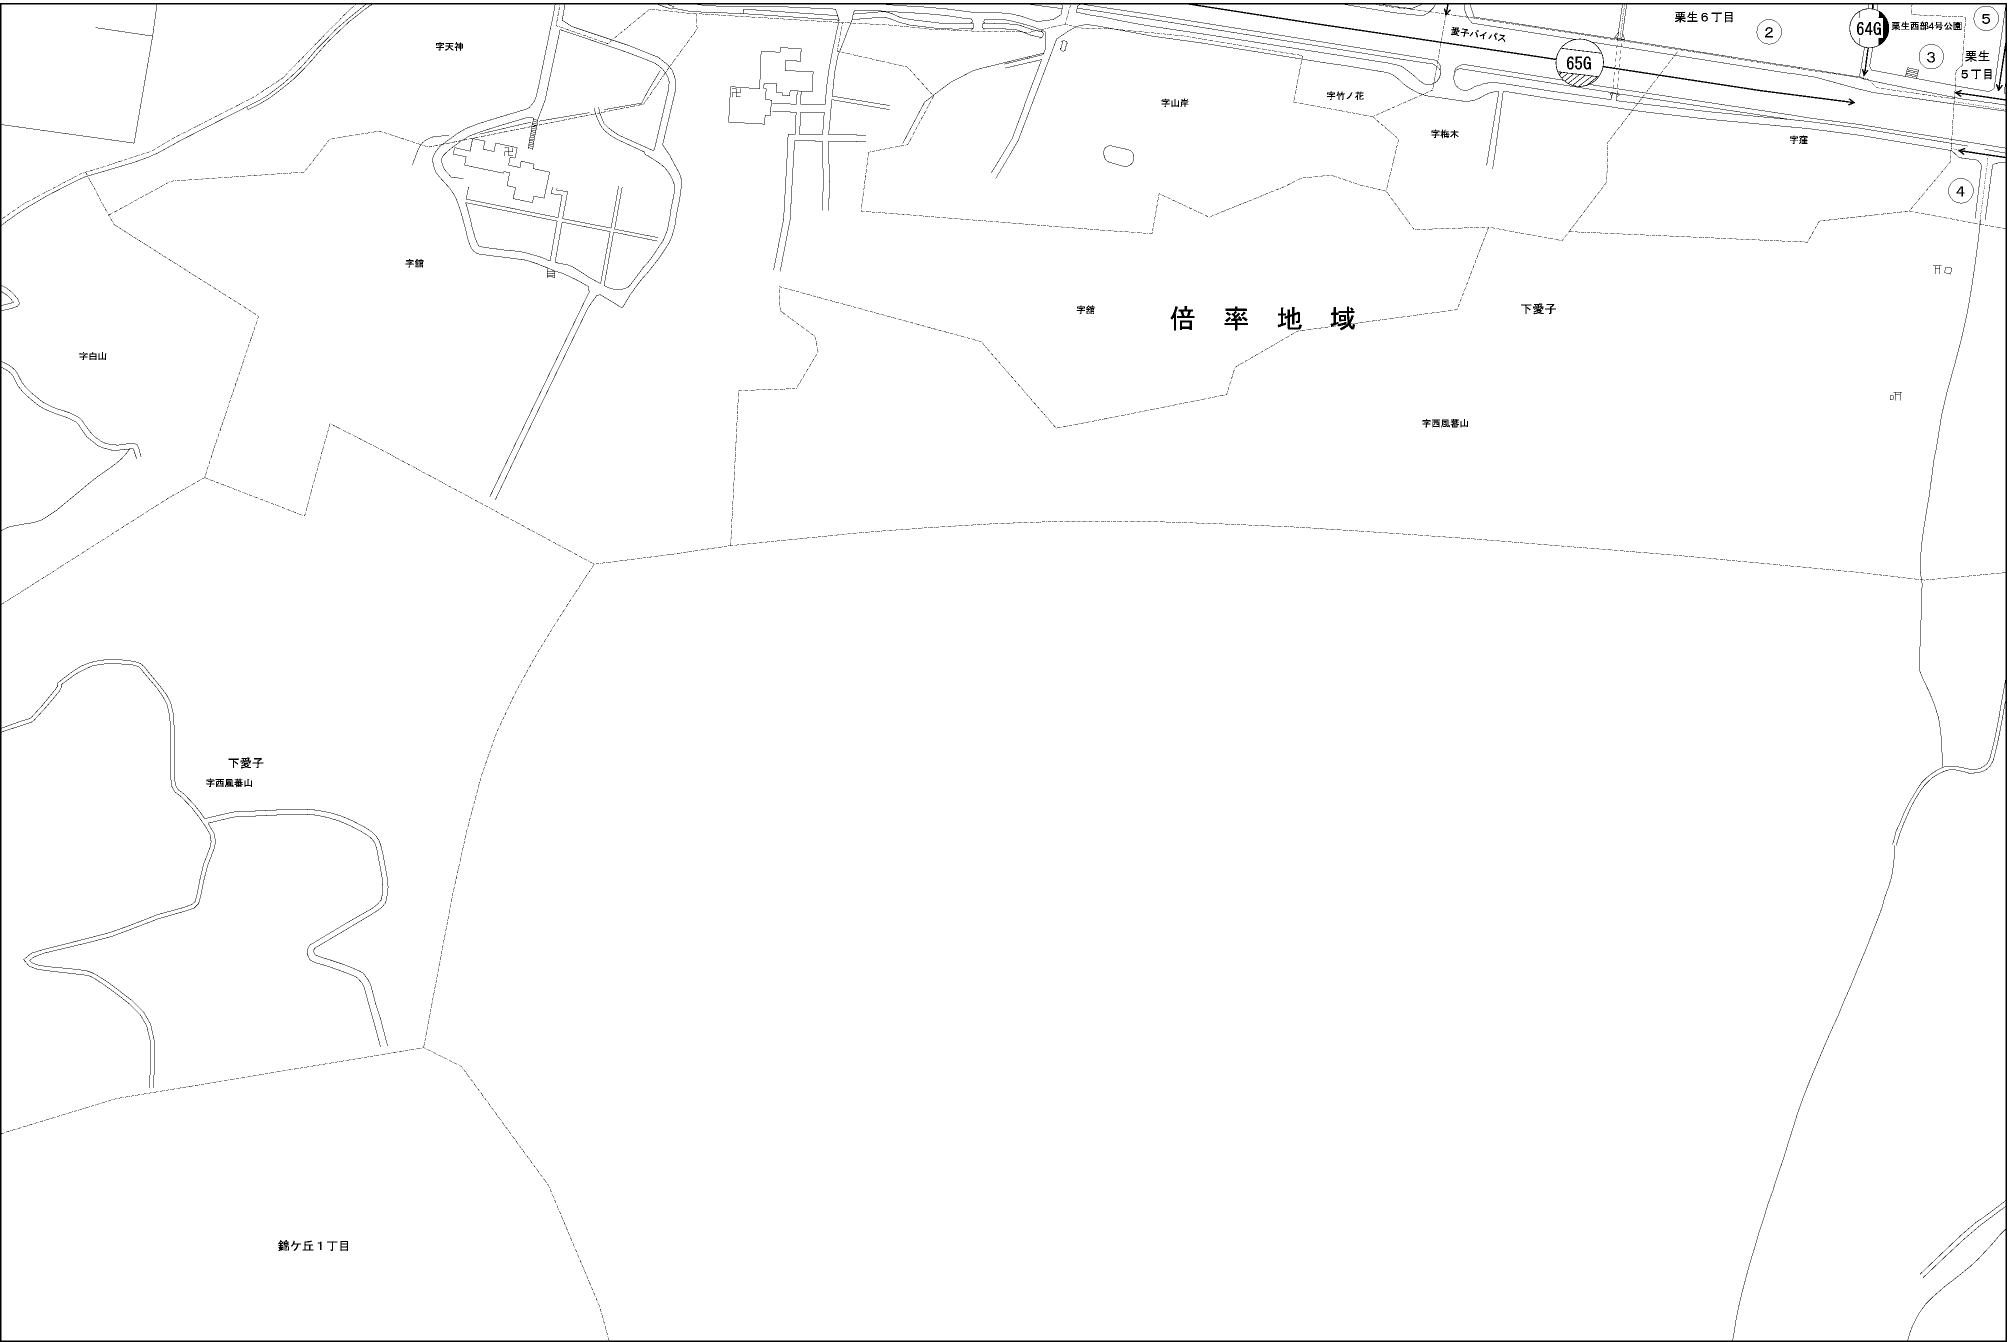 栗生6丁目
②
64G
栗生西部4号公園
⑤
③
栗生
5丁目
愛子バイパス
65G
字天神
字山岸
字竹ノ花
字梅木
字窪
④
字館
字館
倍率地域
下愛子
字白山
字西風蕃山
下愛子
字西風蕃山
錦ケ丘1丁目